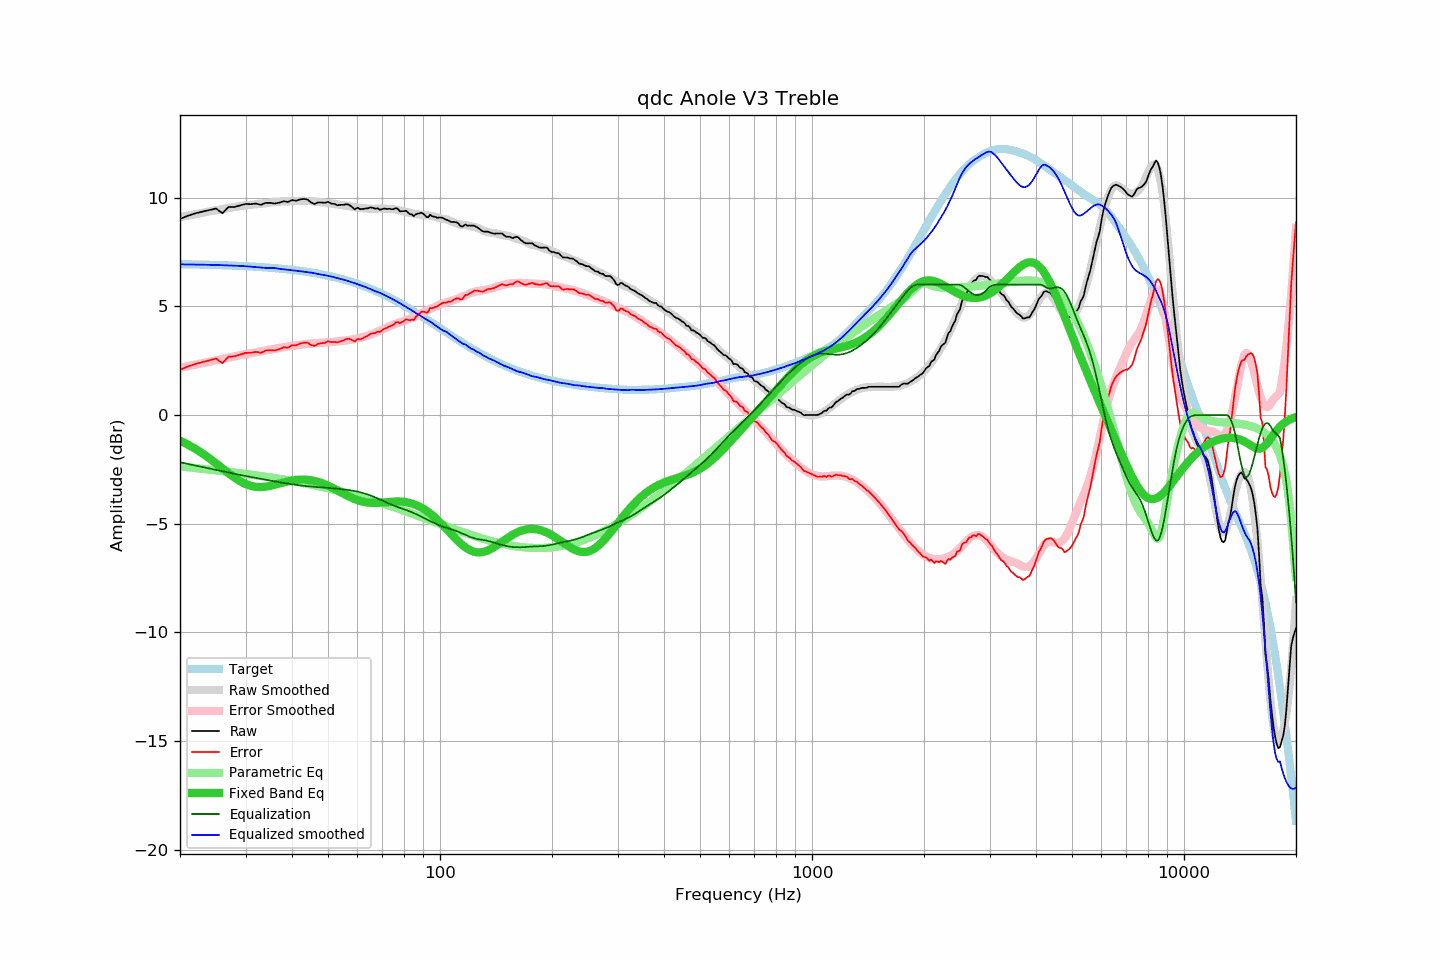 qdc Anole V3 Treble
10
5
0
−5
−10
−15
−20
Amplitude (dBr)
Target
Raw Smoothed
Error Smoothed
Raw
Error
Parametric Eq
Fixed Band Eq
Equalization
Equalized smoothed
100
1000
10000
Frequency (Hz)